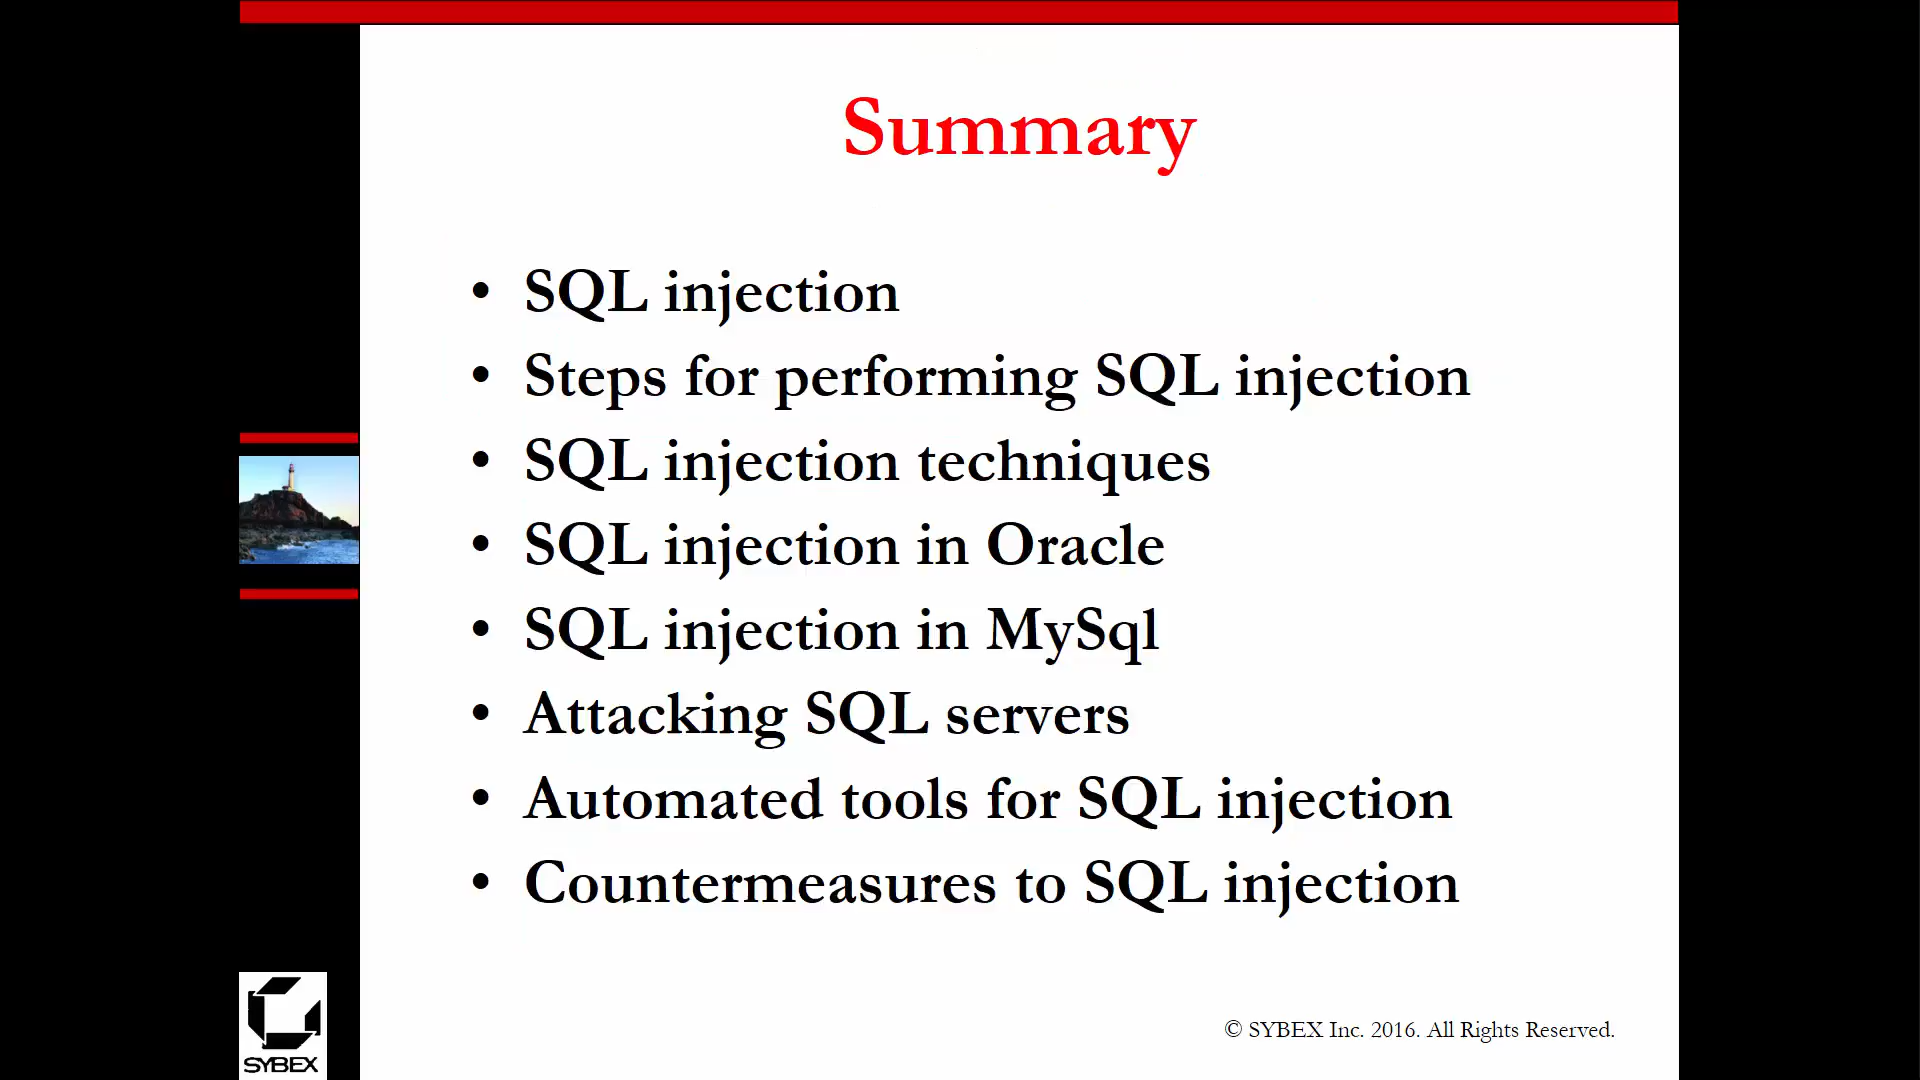 Summary
• SQL injection
• Steps for performing SQL injection
• SQL injection techniques
• SQL injection in Oracle
• SQL injection in MySql
• Attacking SQL servers
• Automated tools for SQL injection
• Countermeasures to SQL injection
SYBEX
© SYBEX Inc. 2016. All Rights Reserved.